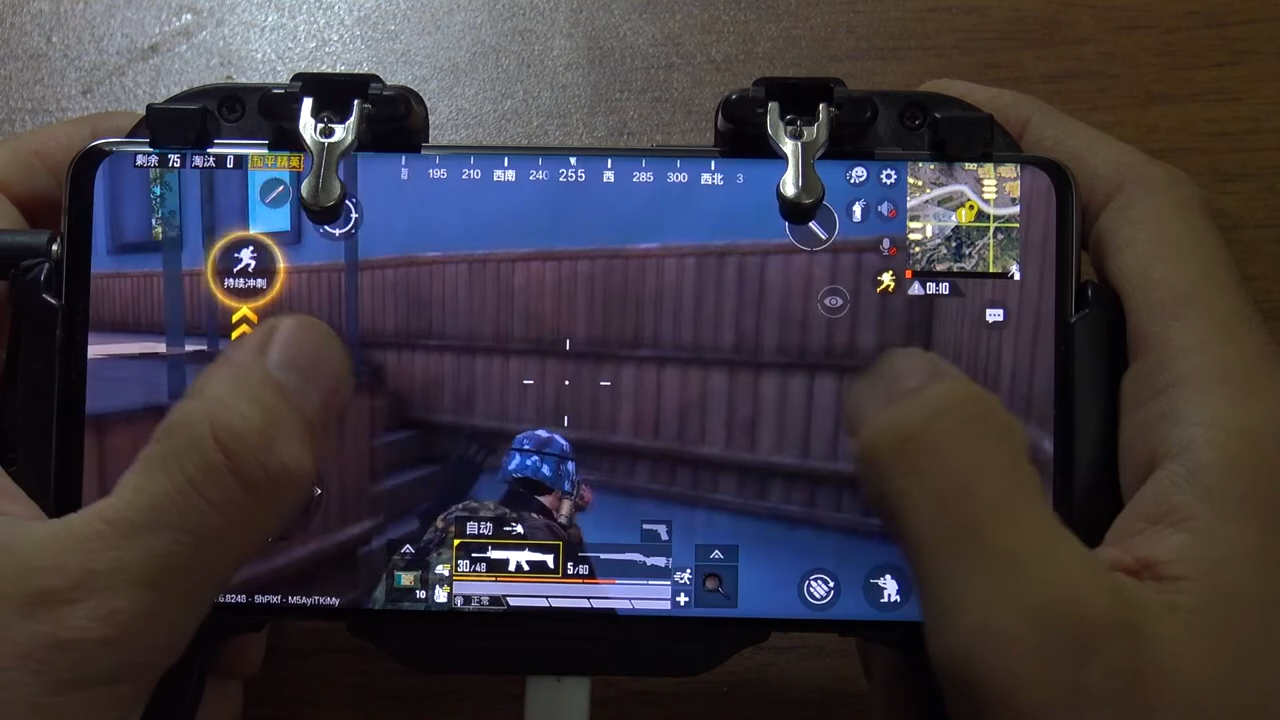 剩余 75 淘汰 0 和平精英
195 210 西南 240 255 西 285 300 西北 3
持续冲刺
01:10
自动
30/48 5/60
10
正常
.6.8248 - 5hPIXf - M5AyiTKiMy